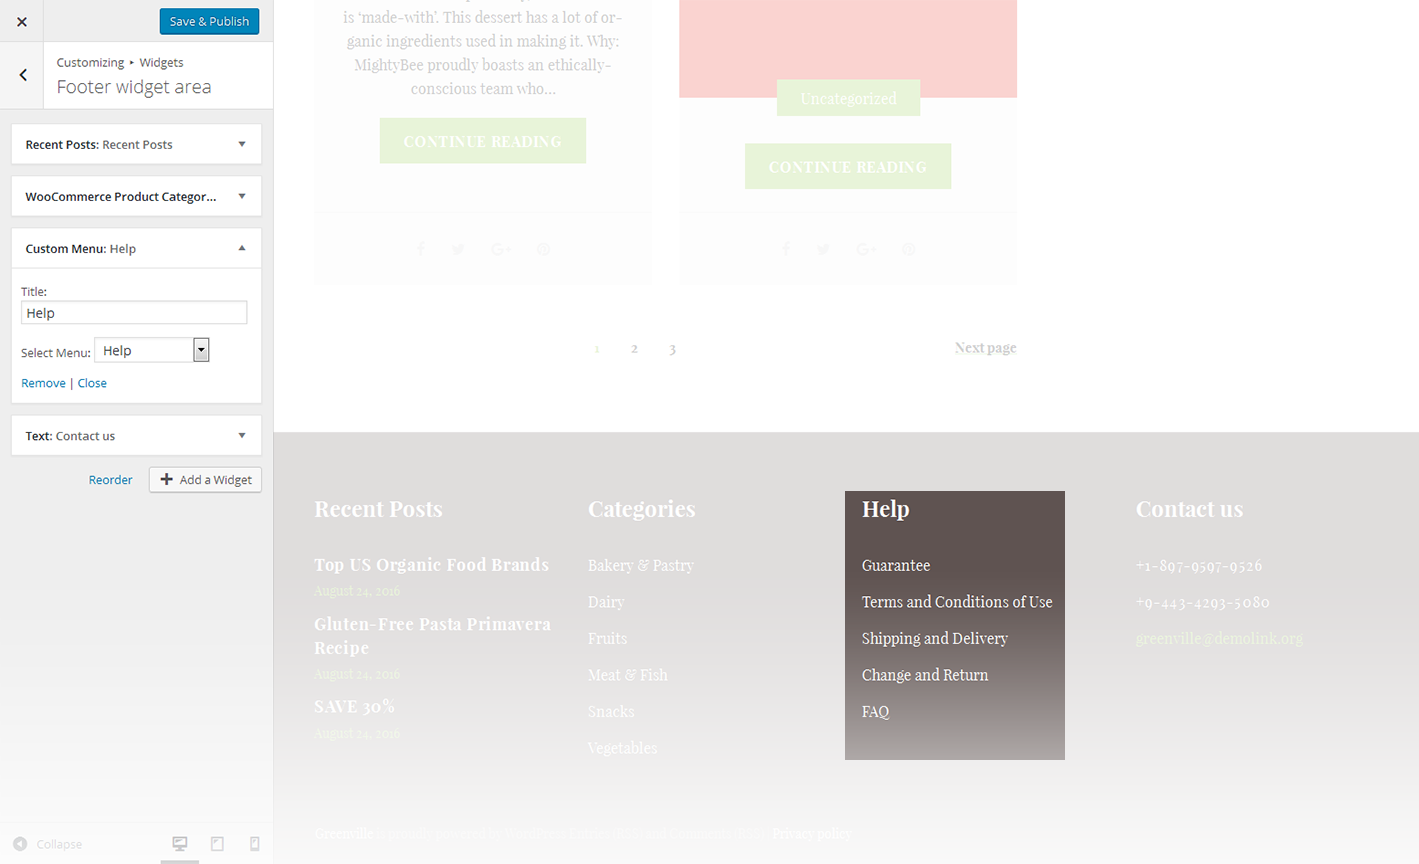 Save & Publish
Customizing ▸ Widgets
Footer widget area
Recent Posts: Recent Posts
WooCommerce Product Categor...
Custom Menu: Help
Title:
Help
Select Menu: Help
Remove | Close
Text: Contact us
Reorder
Add a Widget
Collapse
is ‘made-with’. This dessert has a lot of or-
ganic ingredients used in making it. Why:
MightyBee proudly boasts an ethically-
conscious team who…
CONTINUE READING
Uncategorized
CONTINUE READING
1 2 3
Next page
Recent Posts
Top US Organic Food Brands
August 24, 2016
Gluten-Free Pasta Primavera
Recipe
August 24, 2016
SAVE 30%
August 24, 2016
Categories
Bakery & Pastry
Dairy
Fruits
Meat & Fish
Snacks
Vegetables
Help
Guarantee
Terms and Conditions of Use
Shipping and Delivery
Change and Return
FAQ
Contact us
+1-897-9597-9526
+9-443-4293-5080
greenville@demolink.org
Greenville
Privacy policy